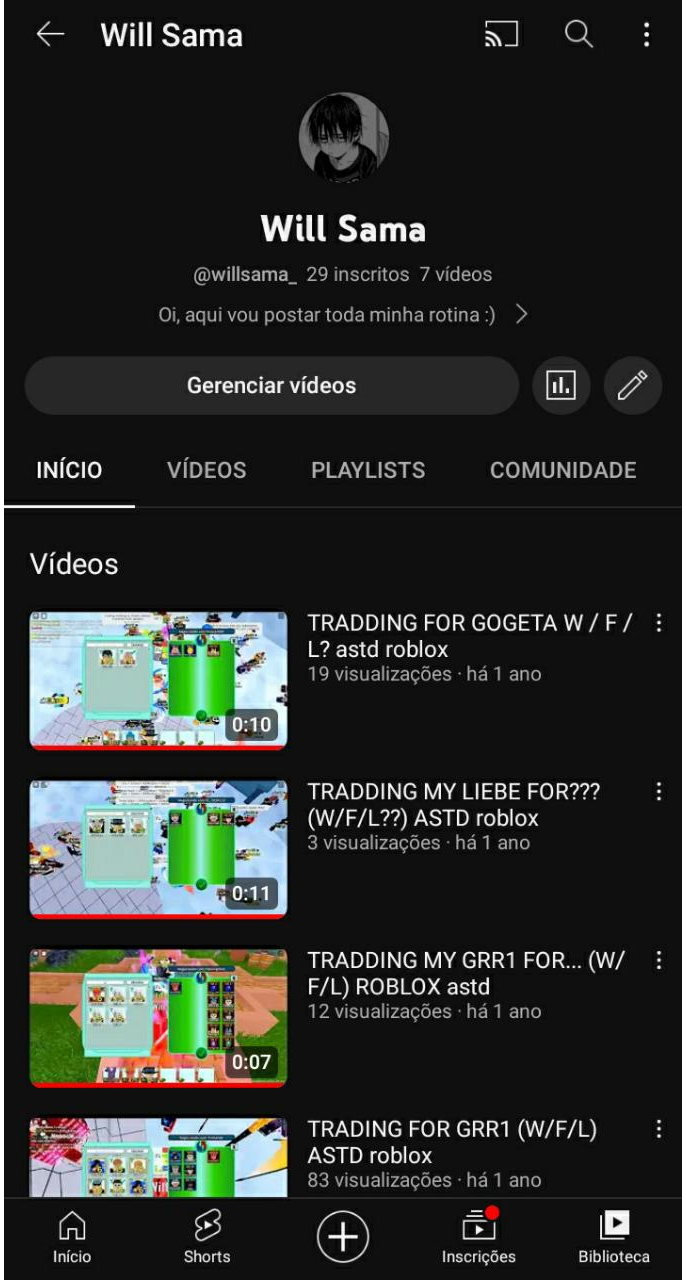 Will Sama
Will Sama
@willsama_ 29 inscritos 7 vídeos
Oi, aqui vou postar toda minha rotina :)
Gerenciar vídeos
INÍCIO VÍDEOS PLAYLISTS COMUNIDADE
Vídeos
TRADDING FOR GOGETA W / F /
L? astd roblox
19 visualizações · há 1 ano
0:10
TRADDING MY LIEBE FOR???
(W/F/L??) ASTD roblox
3 visualizações · há 1 ano
0:11
TRADDING MY GRR1 FOR... (W/
F/L) ROBLOX astd
12 visualizações · há 1 ano
0:07
TRADING FOR GRR1 (W/F/L)
ASTD roblox
83 visualizações · há 1 ano
Início Shorts Inscrições Biblioteca